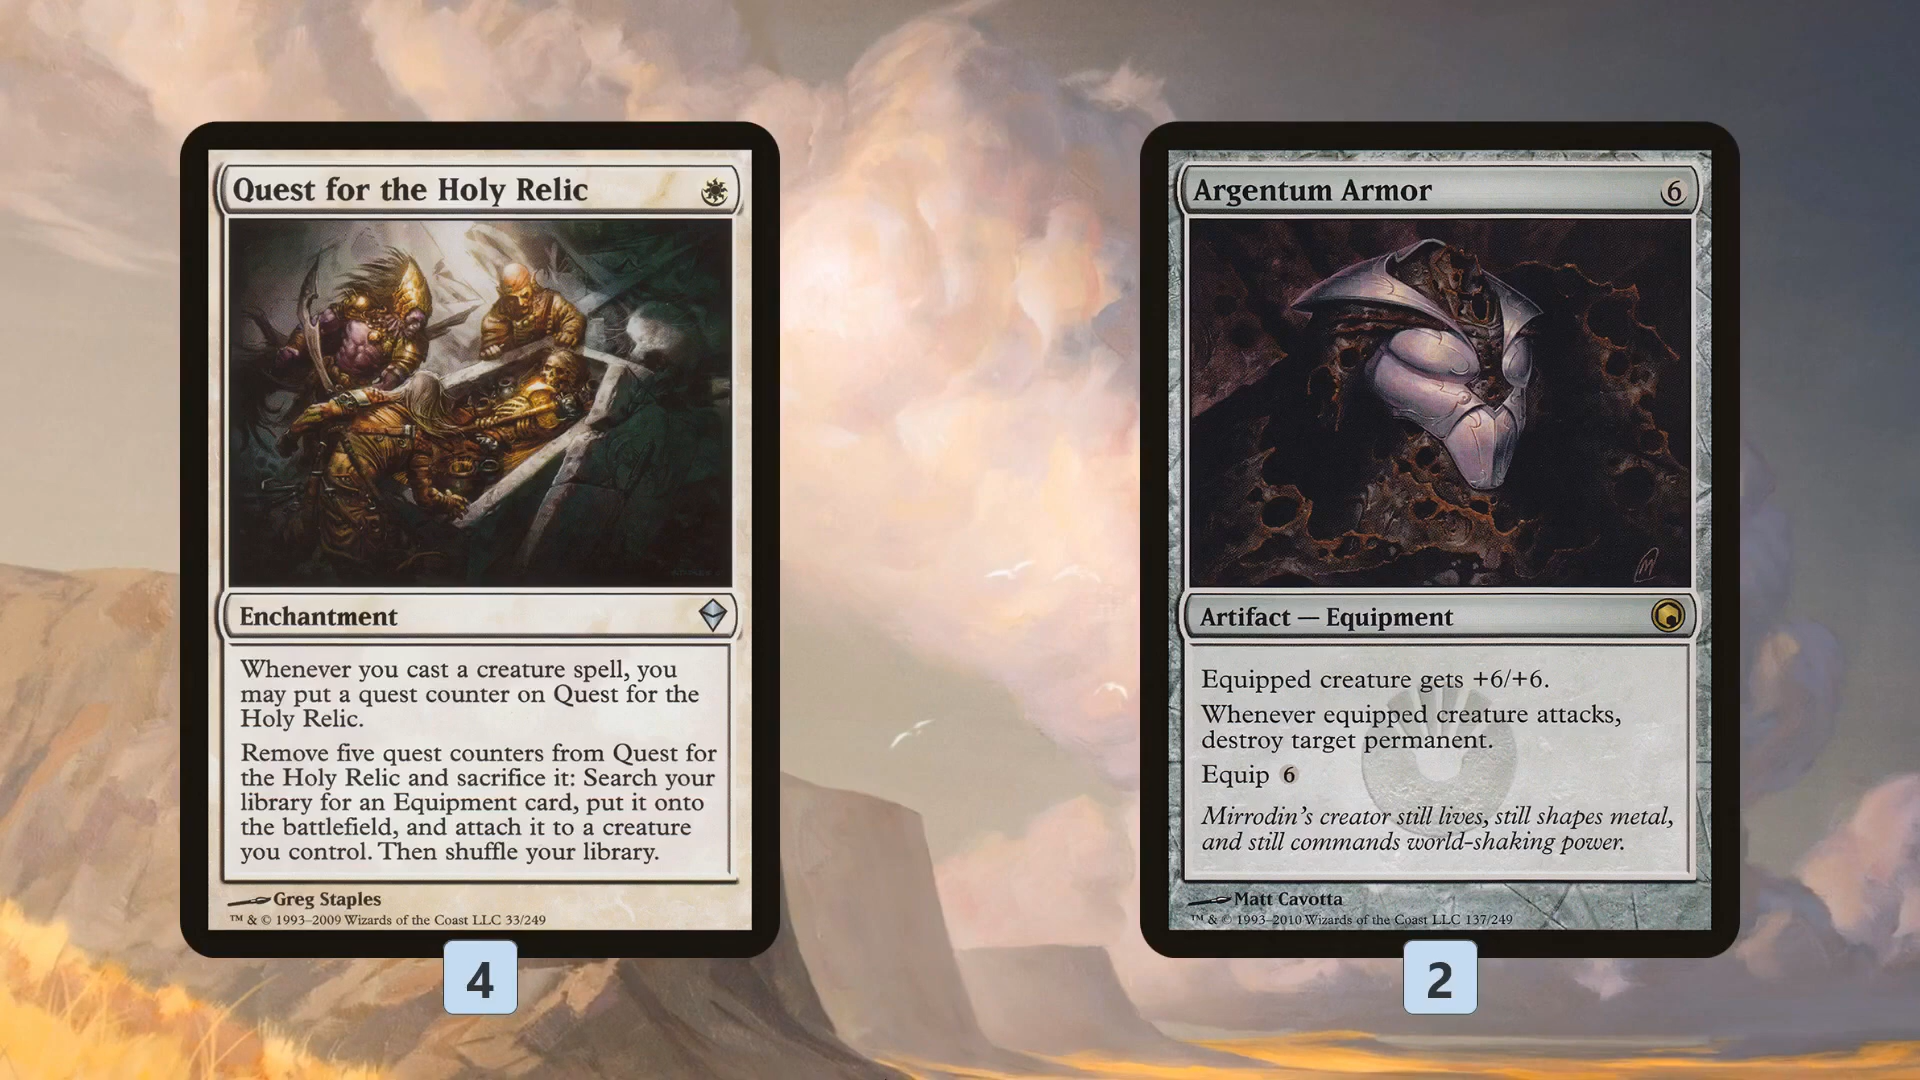 Quest for the Holy Relic
Enchantment
Whenever you cast a creature spell, you
may put a quest counter on Quest for the
Holy Relic.
Remove five quest counters from Quest for
the Holy Relic and sacrifice it: Search your
library for an Equipment card, put it onto
the battlefield, and attach it to a creature
you control. Then shuffle your library.
Greg Staples
™ & © 1993–2009 Wizards of the Coast LLC 33/249
4
Argentum Armor
6
Artifact — Equipment
Equipped creature gets +6/+6.
Whenever equipped creature attacks,
destroy target permanent.
Equip 6
Mirrodin's creator still lives, still shapes metal,
and still commands world-shaking power.
Matt Cavotta
™ & © 1993–2010 Wizards of the Coast LLC 137/249
2